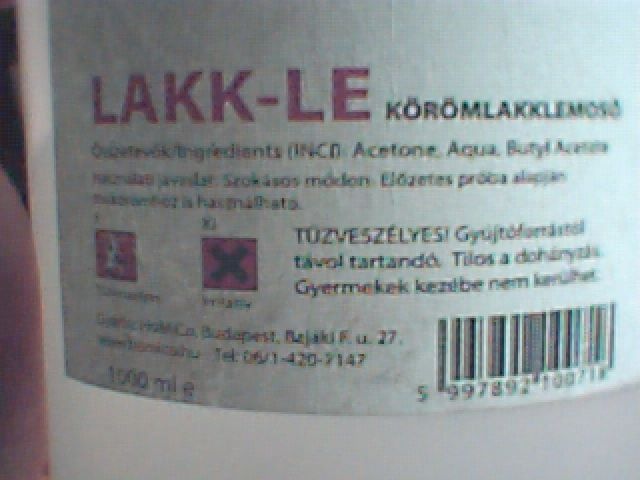 LAKK-LE KÖRÖMLAKKLEMOSÓ
Összetevők/Ingredients (INCI): Acetone, Aqua, Butyl Acetate
Használati javaslat: Szokásos módon. Előzetes próba alapján
műkörömhöz is használható.
F Xi
TŰZVESZÉLYES! Gyújtóforrástól
távol tartandó. Tilos a dohányzás.
Gyermekek kezébe nem kerülhet.
Tűzveszélyes Irritatív
Budapest, Bajáki F. u. 27.
Tel: 06/1-420-7147
1000 ml e
5 997892 100718